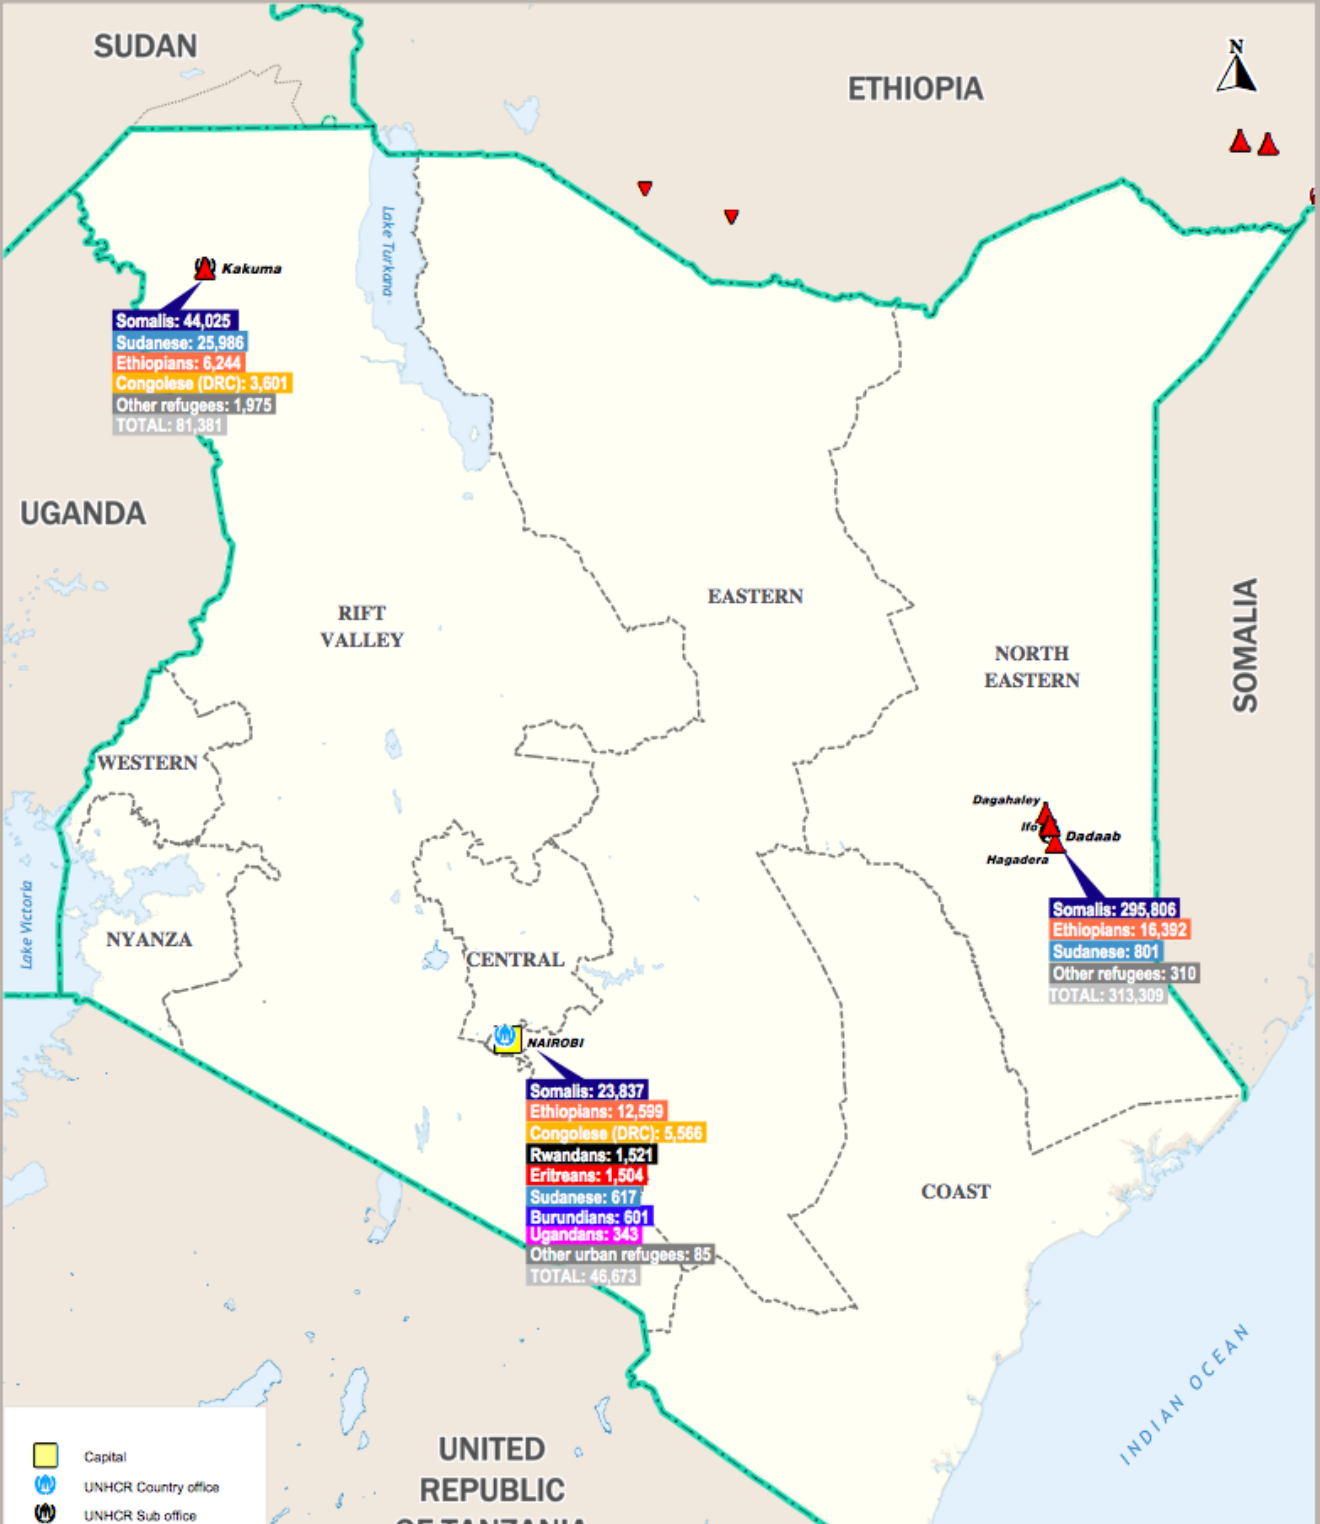 SUDAN
ETHIOPIA
N
Lake Turkana
Kakuma
Somalis: 44,025
Sudanese: 25,986
Ethiopians: 6,244
Congolese (DRC): 3,601
Other refugees: 1,975
TOTAL: 81,381
UGANDA
SOMALIA
EASTERN
RIFT
VALLEY
NORTH
EASTERN
WESTERN
Dagahaley
Ifo
Dadaab
Hagadera
Somalis: 295,806
Ethiopians: 16,392
Sudanese: 801
Other refugees: 310
TOTAL: 313,309
Lake Victoria
NYANZA
CENTRAL
NAIROBI
Somalis: 23,837
Ethiopians: 12,599
Congolese (DRC): 5,566
Rwandans: 1,521
Eritreans: 1,504
Sudanese: 617
Burundians: 601
Ugandans: 343
Other urban refugees: 85
TOTAL: 46,673
COAST
INDIAN OCEAN
Capital
UNHCR Country office
UNHCR Sub office
UNITED
REPUBLIC
OF TANZANIA